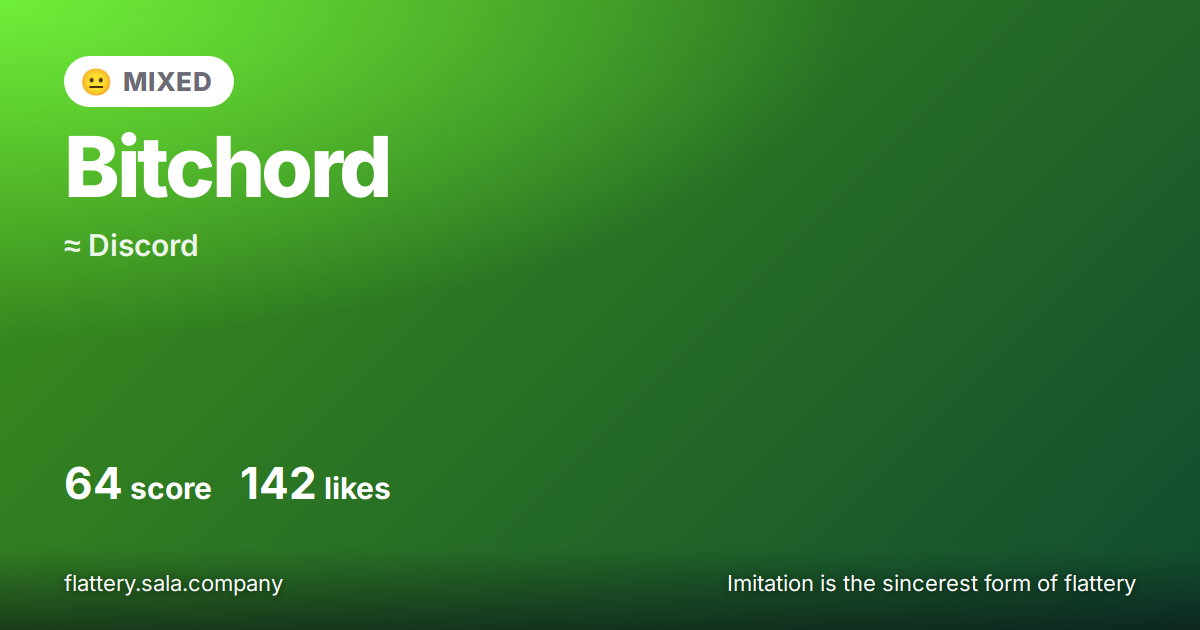 😐 MIXED
Bitchord
≈ Discord
64 score 142 likes
flattery.sala.company
Imitation is the sincerest form of flattery